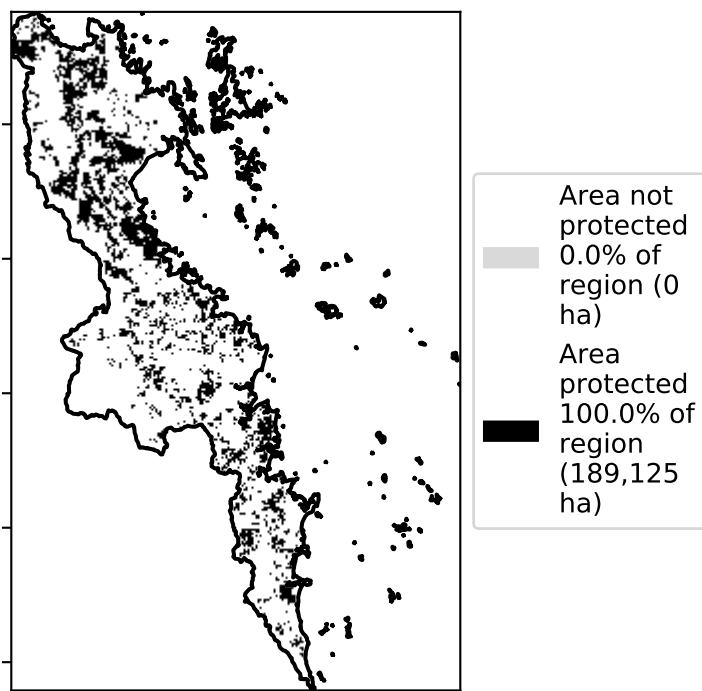 Area not
protected
0.0% of
region (0
ha)
Area
protected
100.0% of
region
(189,125
ha)